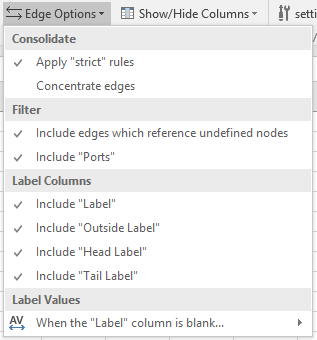 Edge Options Show/Hide Columns setti
Consolidate
Apply "strict" rules
Concentrate edges
Filter
Include edges which reference undefined nodes
Include "Ports"
Label Columns
Include "Label"
Include "Outside Label"
Include "Head Label"
Include "Tail Label"
Label Values
AV When the "Label" column is blank...